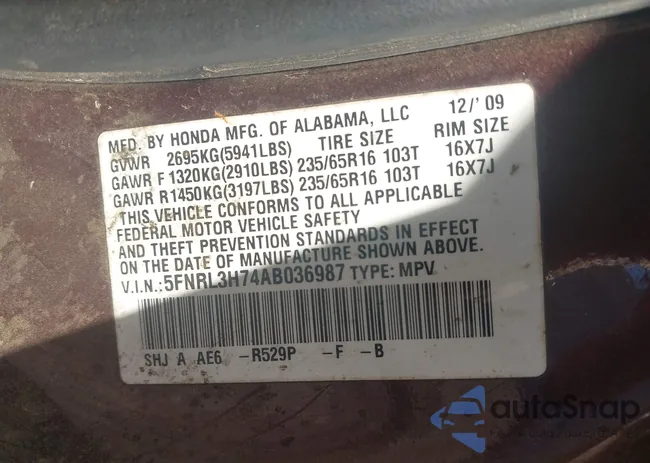 MFD. BY HONDA MFG. OF ALABAMA, LLC 12/'09
GVWR 2695KG(5941LBS) TIRE SIZE RIM SIZE
GAWR F1320KG(2910LBS) 235/65R16 103T 16X7J
GAWR R1450KG(3197LBS) 235/65R16 103T 16X7J
THIS VEHICLE CONFORMS TO ALL APPLICABLE
FEDERAL MOTOR VEHICLE SAFETY
AND THEFT PREVENTION STANDARDS IN EFFECT
ON THE DATE OF MANUFACTURE SHOWN ABOVE.
V.I.N.:5FNRL3H74AB036987 TYPE: MPV
SHJ A AE6 -R529P -F -B
autoSnap